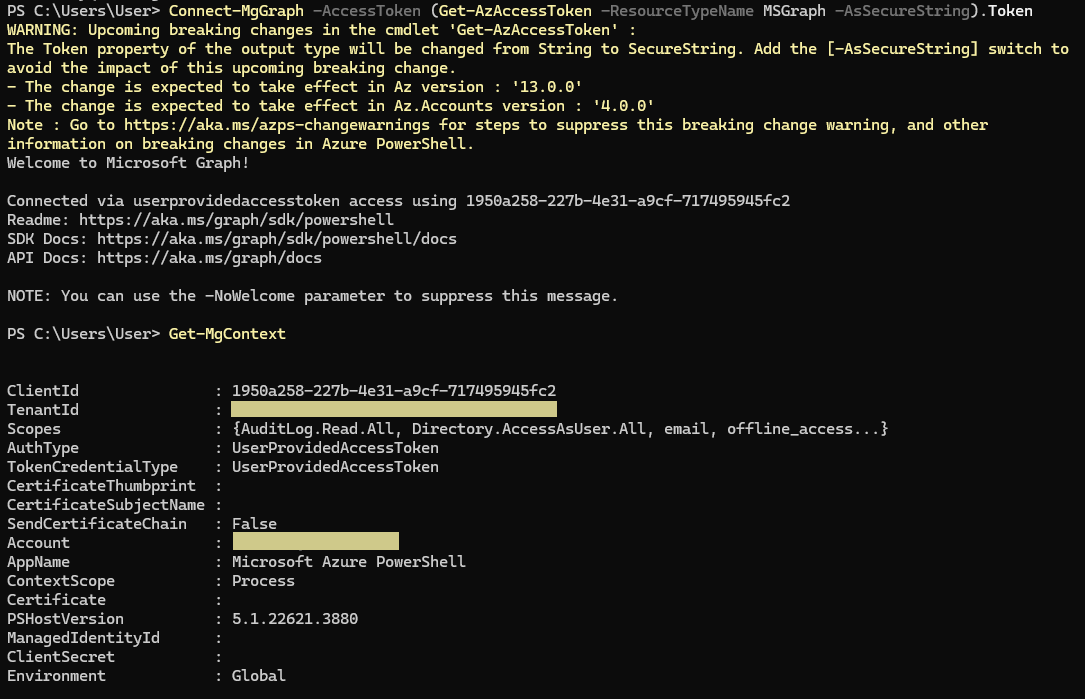 PS C:\Users\User> Connect-MgGraph -AccessToken (Get-AzAccessToken -ResourceTypeName MSGraph -AsSecureString).Token
WARNING: Upcoming breaking changes in the cmdlet 'Get-AzAccessToken' :
The Token property of the output type will be changed from String to SecureString. Add the [-AsSecureString] switch to
avoid the impact of this upcoming breaking change.
- The change is expected to take effect in Az version : '13.0.0'
- The change is expected to take effect in Az.Accounts version : '4.0.0'
Note : Go to https://aka.ms/azps-changewarnings for steps to suppress this breaking change warning, and other
information on breaking changes in Azure PowerShell.
Welcome to Microsoft Graph!
Connected via userprovidedaccesstoken access using 1950a258-227b-4e31-a9cf-717495945fc2
Readme: https://aka.ms/graph/sdk/powershell
SDK Docs: https://aka.ms/graph/sdk/powershell/docs
API Docs: https://aka.ms/graph/docs
NOTE: You can use the -NoWelcome parameter to suppress this message.
PS C:\Users\User> Get-MgContext
ClientId : 1950a258-227b-4e31-a9cf-717495945fc2
TenantId :
Scopes : {AuditLog.Read.All, Directory.AccessAsUser.All, email, offline_access...}
AuthType : UserProvidedAccessToken
TokenCredentialType : UserProvidedAccessToken
CertificateThumbprint :
CertificateSubjectName :
SendCertificateChain : False
Account :
AppName : Microsoft Azure PowerShell
ContextScope : Process
Certificate :
PSHostVersion : 5.1.22621.3880
ManagedIdentityId :
ClientSecret :
Environment : Global